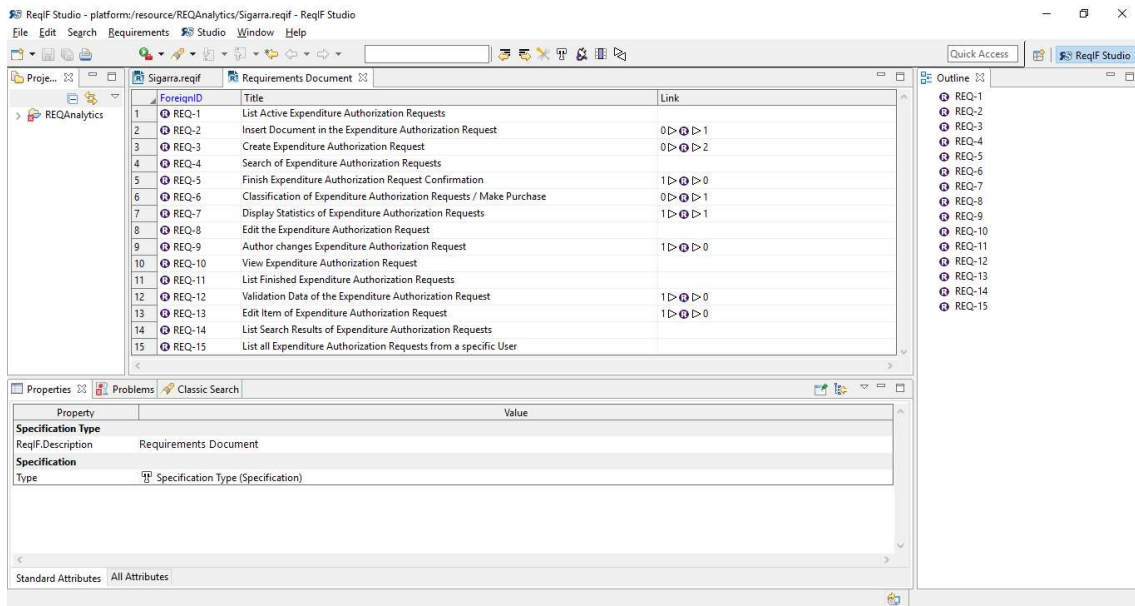 ReqIF Studio - platform:/resource/REQAnalytics/Sigarra.reqif - ReqIF Studio
File Edit Search Requirements Studio Window Help
Quick Access ReqIF Studio
Proje... Sigarra.reqif Requirements Document Outline
REQAnalytics
ForeignID Title Link
1 REQ-1 List Active Expenditure Authorization Requests
2 REQ-2 Insert Document in the Expenditure Authorization Request 0▷R▷1
3 REQ-3 Create Expenditure Authorization Request 0▷R▷2
4 REQ-4 Search of Expenditure Authorization Requests
5 REQ-5 Finish Expenditure Authorization Request Confirmation 1▷R▷0
6 REQ-6 Classification of Expenditure Authorization Requests / Make Purchase 0▷R▷1
7 REQ-7 Display Statistics of Expenditure Authorization Requests 1▷R▷1
8 REQ-8 Edit the Expenditure Authorization Request
9 REQ-9 Author changes Expenditure Authorization Request 1▷R▷0
10 REQ-10 View Expenditure Authorization Request
11 REQ-11 List Finished Expenditure Authorization Requests
12 REQ-12 Validation Data of the Expenditure Authorization Request 1▷R▷0
13 REQ-13 Edit Item of Expenditure Authorization Request 1▷R▷0
14 REQ-14 List Search Results of Expenditure Authorization Requests
15 REQ-15 List all Expenditure Authorization Requests from a specific User
REQ-1
REQ-2
REQ-3
REQ-4
REQ-5
REQ-6
REQ-7
REQ-8
REQ-9
REQ-10
REQ-11
REQ-12
REQ-13
REQ-14
REQ-15
Properties Problems Classic Search
Property Value
Specification Type
ReqIF.Description Requirements Document
Specification
Type Specification Type (Specification)
Standard Attributes All Attributes